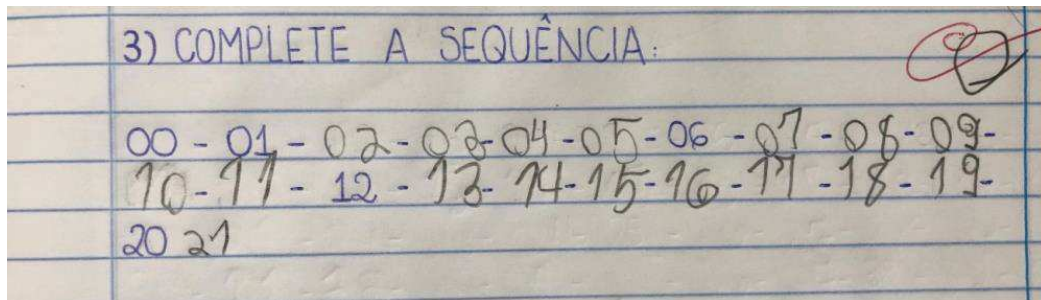 3) COMPLETE A SEQUÊNCIA:
00 - 01 - 02 - 03 - 04 - 05 - 06 - 07 - 08 - 09 -
10 - 11 - 12 - 13 - 14 - 15 - 16 - 17 - 18 - 19 -
20 21